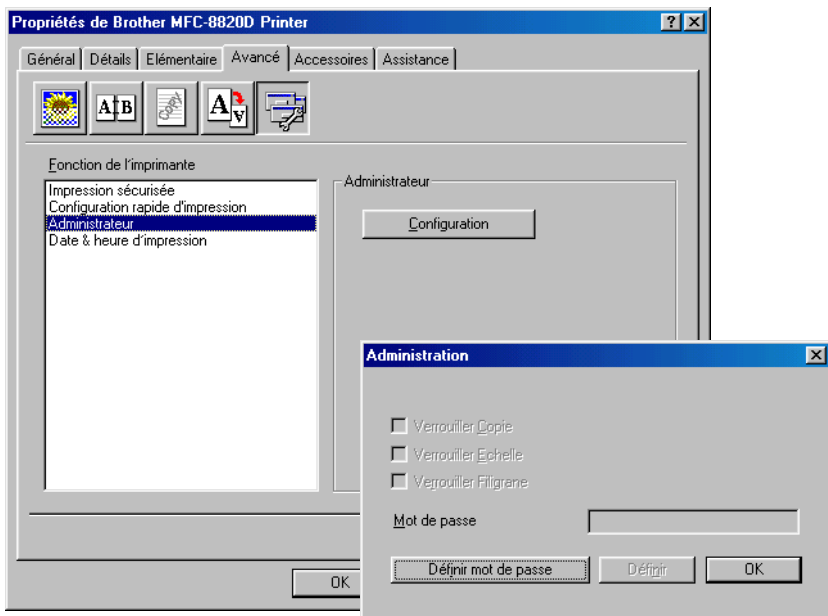 Propriétés de Brother MFC-8820D Printer
Général Détails Elémentaire Avancé Accessoires Assistance
A B
Copy
A A
Fonction de l'imprimante
Impression sécurisée
Configuration rapide d'impression
Administrateur
Date & heure d'impression
Administrateur
Configuration
OK
Administration
Verrouiller Copie
Verrouiller Echelle
Verrouiller Filigrane
Mot de passe
Définir mot de passe Définir OK